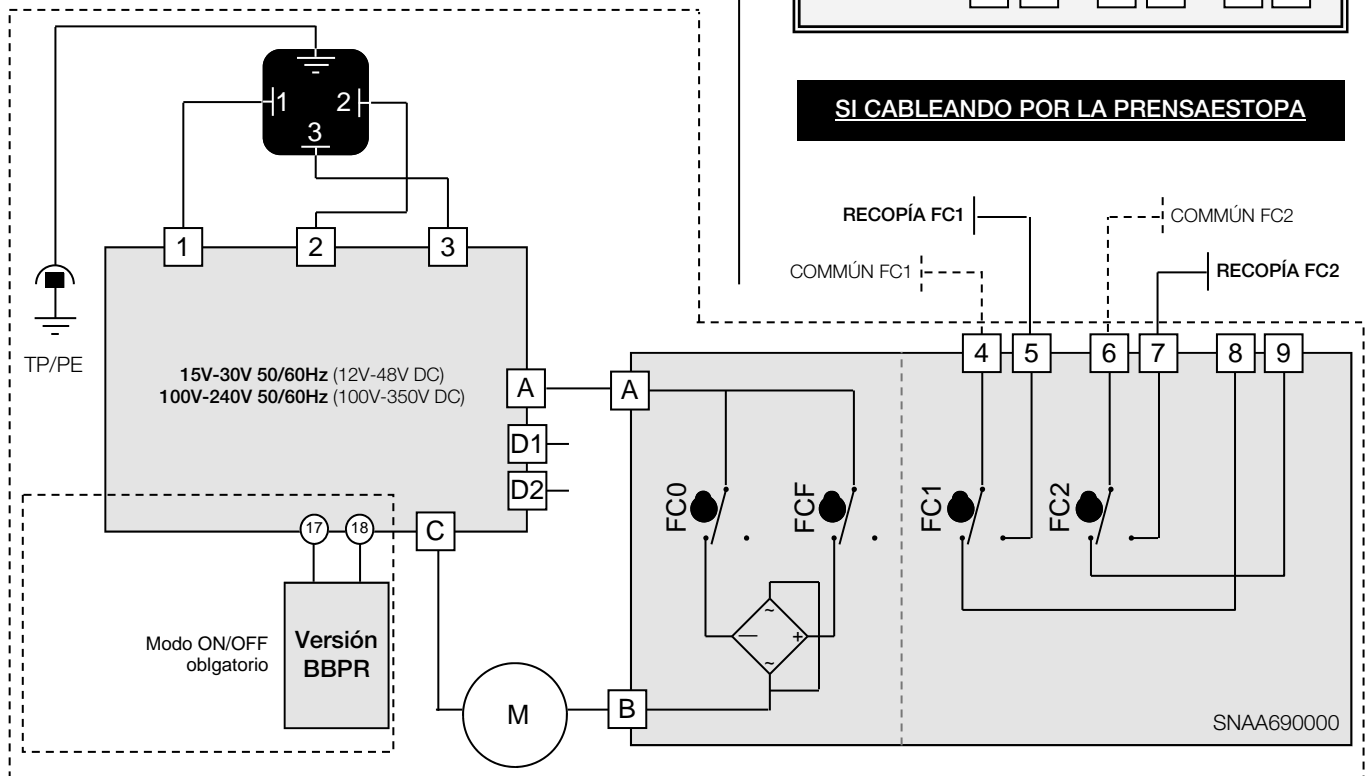 SI CABLEANDO POR LA PRENSAESTOPA
1
2
3
RECOPÍA FC1
COMMÚN FC2
COMMÚN FC1
RECOPÍA FC2
1
2
3
TP/PE
4
5
6
7
8
9
15V-30V 50/60Hz (12V-48V DC)
100V-240V 50/60Hz (100V-350V DC)
A
A
D1
D2
FC0
FCF
FC1
FC2
17
18
C
Modo ON/OFF
oblgatorio
Versión
BBPR
~
— +
~
M
B
SNAA690000